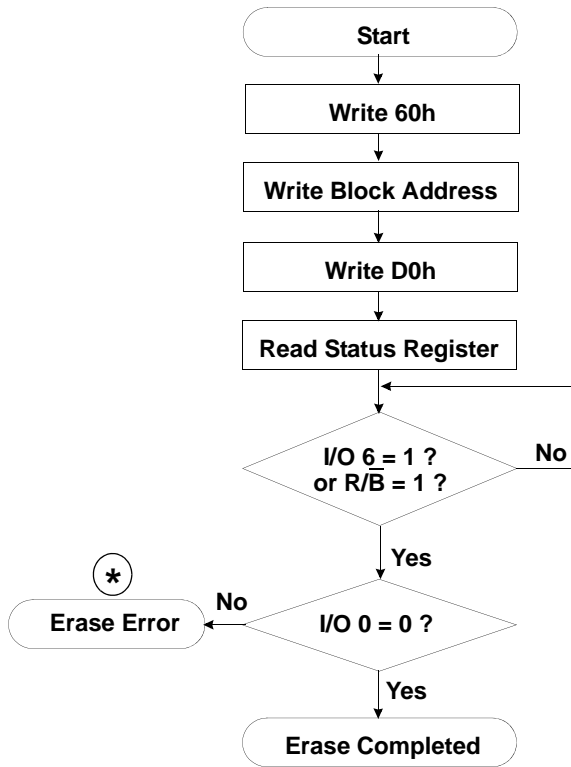 Start
Write 60h
Write Block Address
Write D0h
Read Status Register
I/O 6 = 1 ?
or R/B̅ = 1 ?
No
Yes
*
No
Erase Error
I/O 0 = 0 ?
Yes
Erase Completed